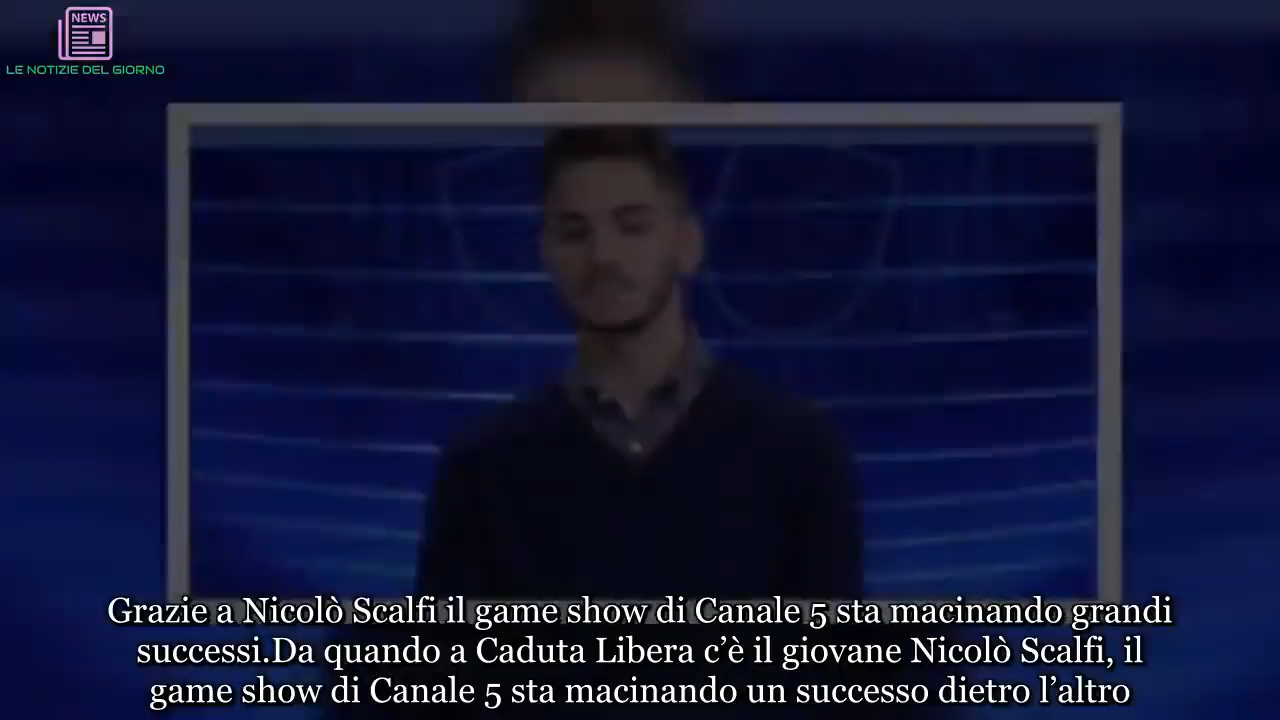 NEWS
LE NOTIZIE DEL GIORNO
Grazie a Nicolò Scalfi il game show di Canale 5 sta macinando grandi
successi.Da quando a Caduta Libera c’è il giovane Nicolò Scalfi, il
game show di Canale 5 sta macinando un successo dietro l’altro